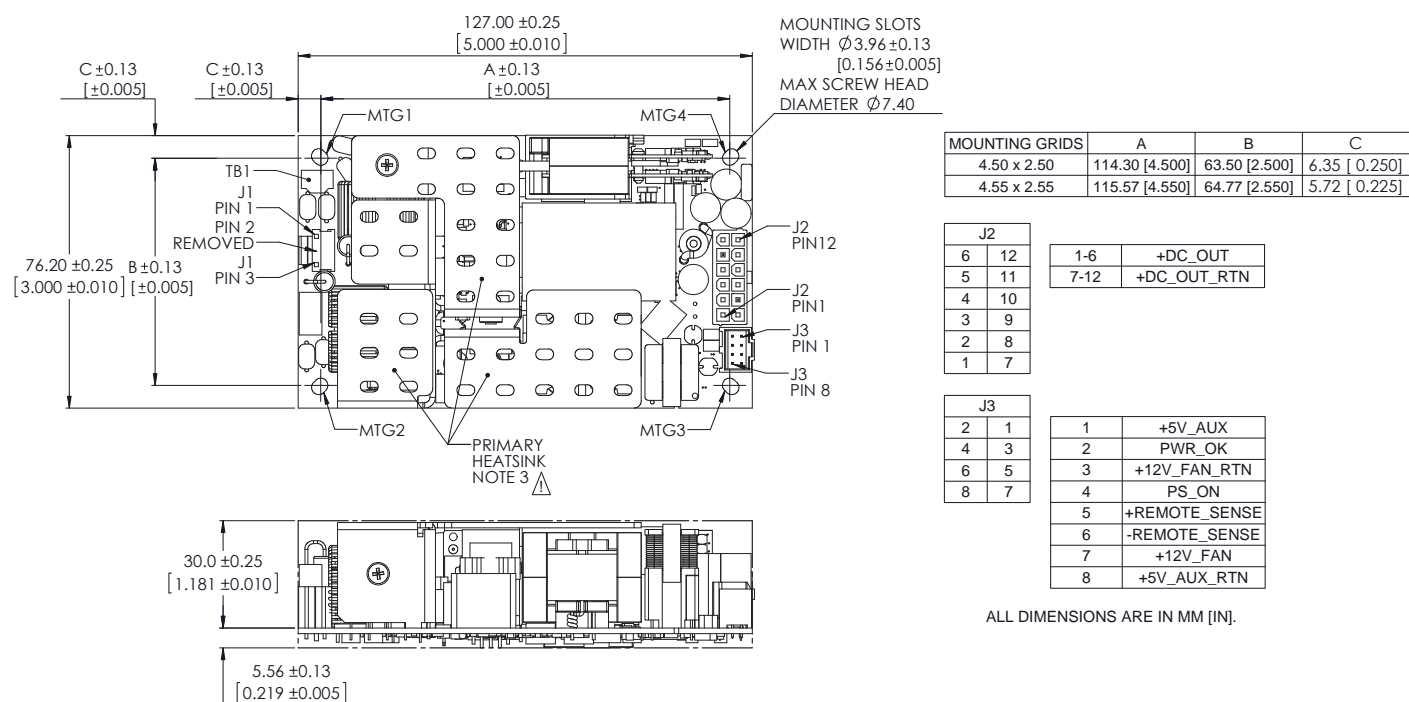 127.00 ±0.25
[5.000 ±0.010]
MOUNTING SLOTS
WIDTH Ø3.96±0.13
[0.156±0.005]
MAX SCREW HEAD
DIAMETER Ø7.40
C ±0.13
[±0.005]
C ±0.13
[±0.005]
A ±0.13
[±0.005]
MTG1
MTG4
TB1
J1
PIN 1
PIN 2
REMOVED
J1
PIN 3
76.20 ±0.25
[3.000 ±0.010]
B ±0.13
[±0.005]
J2
PIN12
J2
PIN1
J3
PIN 1
J3
PIN 8
MTG2
MTG3
PRIMARY
HEATSINK
NOTE 3 !
30.0 ±0.25
[1.181 ±0.010]
5.56 ±0.13
[0.219 ±0.005]
MOUNTING GRIDS A B C
4.50 x 2.50 114.30 [4.500] 63.50 [2.500] 6.35 [ 0.250]
4.55 x 2.55 115.57 [4.550] 64.77 [2.550] 5.72 [ 0.225]
J2
6 12
5 11
4 10
3 9
2 8
1 7
1-6 +DC_OUT
7-12 +DC_OUT_RTN
J3
2 1
4 3
6 5
8 7
1 +5V_AUX
2 PWR_OK
3 +12V_FAN_RTN
4 PS_ON
5 +REMOTE_SENSE
6 -REMOTE_SENSE
7 +12V_FAN
8 +5V_AUX_RTN
ALL DIMENSIONS ARE IN MM [IN].